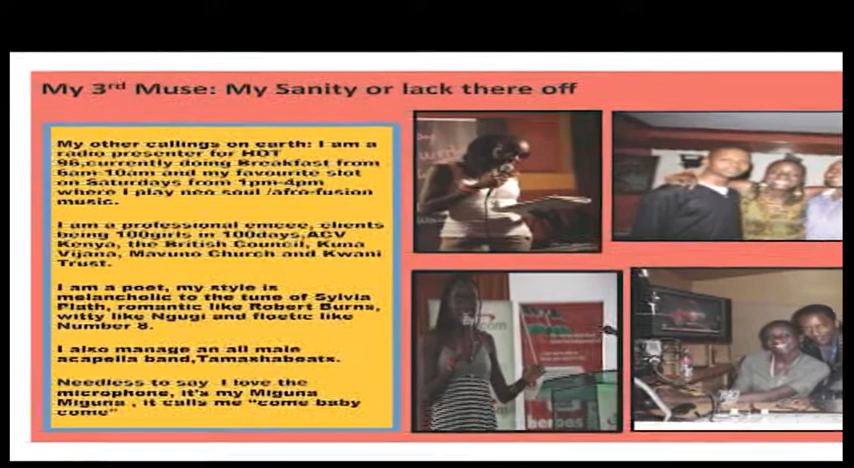 My 3rd Muse: My Sanity or lack there off
My other callings on earth: I am a
radio presenter for HOT
96,currently doing Breakfast from
6am-10am and my favourite slot
on Saturdays from 1pm-4pm
where I play neo soul /afro-fusion
music.
I am a professional emcee, clients
being 100girls in 100days,ACV
Kenya, the British Council, Kuna
Vijana, Mavuno Church and Kwani
Trust.
I am a poet, my style is
melancholic to the tune of Sylvia
Plath, romantic like Robert Burns,
witty like Ngugi and floetic like
Number 8.
I also manage an all male
acapella band,Tamashabeats.
Needless to say I love the
microphone, it's my Miguna
Miguna , it calls me "come baby
come"